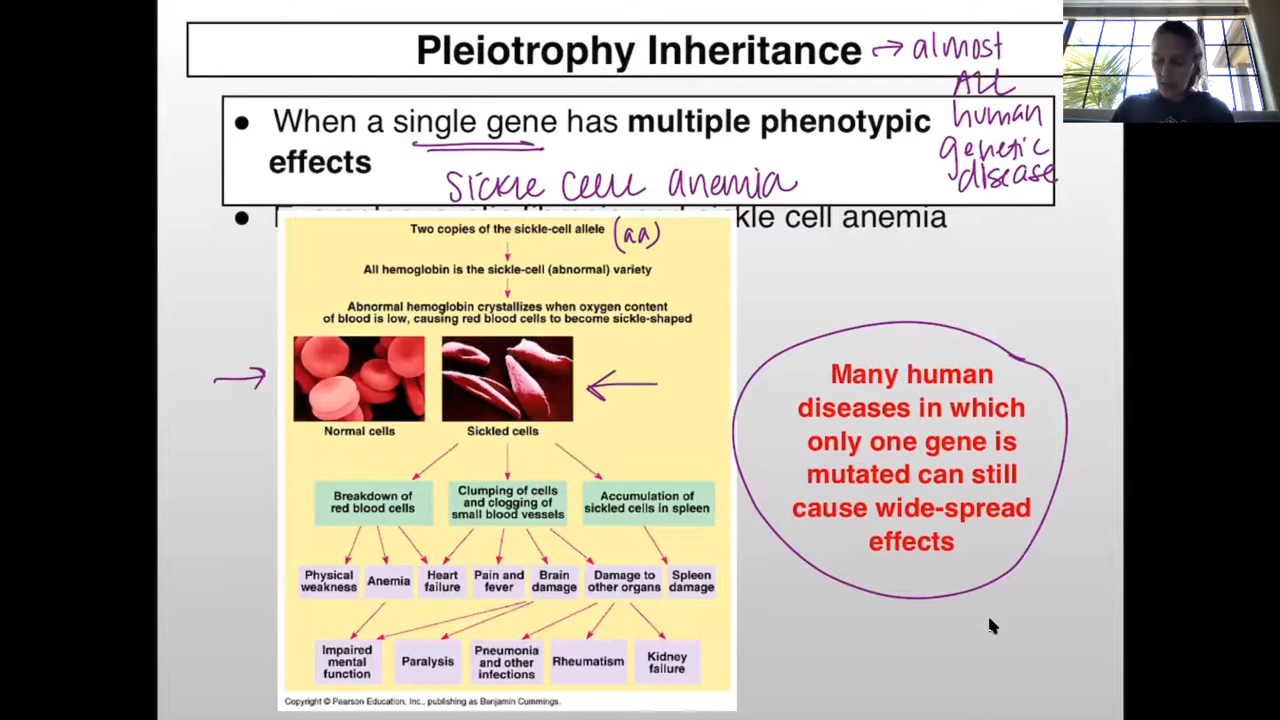 Pleiotrophy Inheritance → almost
ALL
human
genetic
disease
● When a single gene has multiple phenotypic
effects
sickle cell anemia
● kle cell anemia
Two copies of the sickle-cell allele (aa)
All hemoglobin is the sickle-cell (abnormal) variety
Abnormal hemoglobin crystallizes when oxygen content
of blood is low, causing red blood cells to become sickle-shaped
Normal cells
Sickled cells
Breakdown of
red blood cells
Clumping of cells
and clogging of
small blood vessels
Accumulation of
sickled cells in spleen
Physical
weakness
Anemia
Heart
failure
Pain and
fever
Brain
damage
Damage to
other organs
Spleen
damage
Impaired
mental
function
Paralysis
Pneumonia
and other
infections
Rheumatism
Kidney
failure
Copyright © Pearson Education, Inc., publishing as Benjamin Cummings.
Many human
diseases in which
only one gene is
mutated can still
cause wide-spread
effects